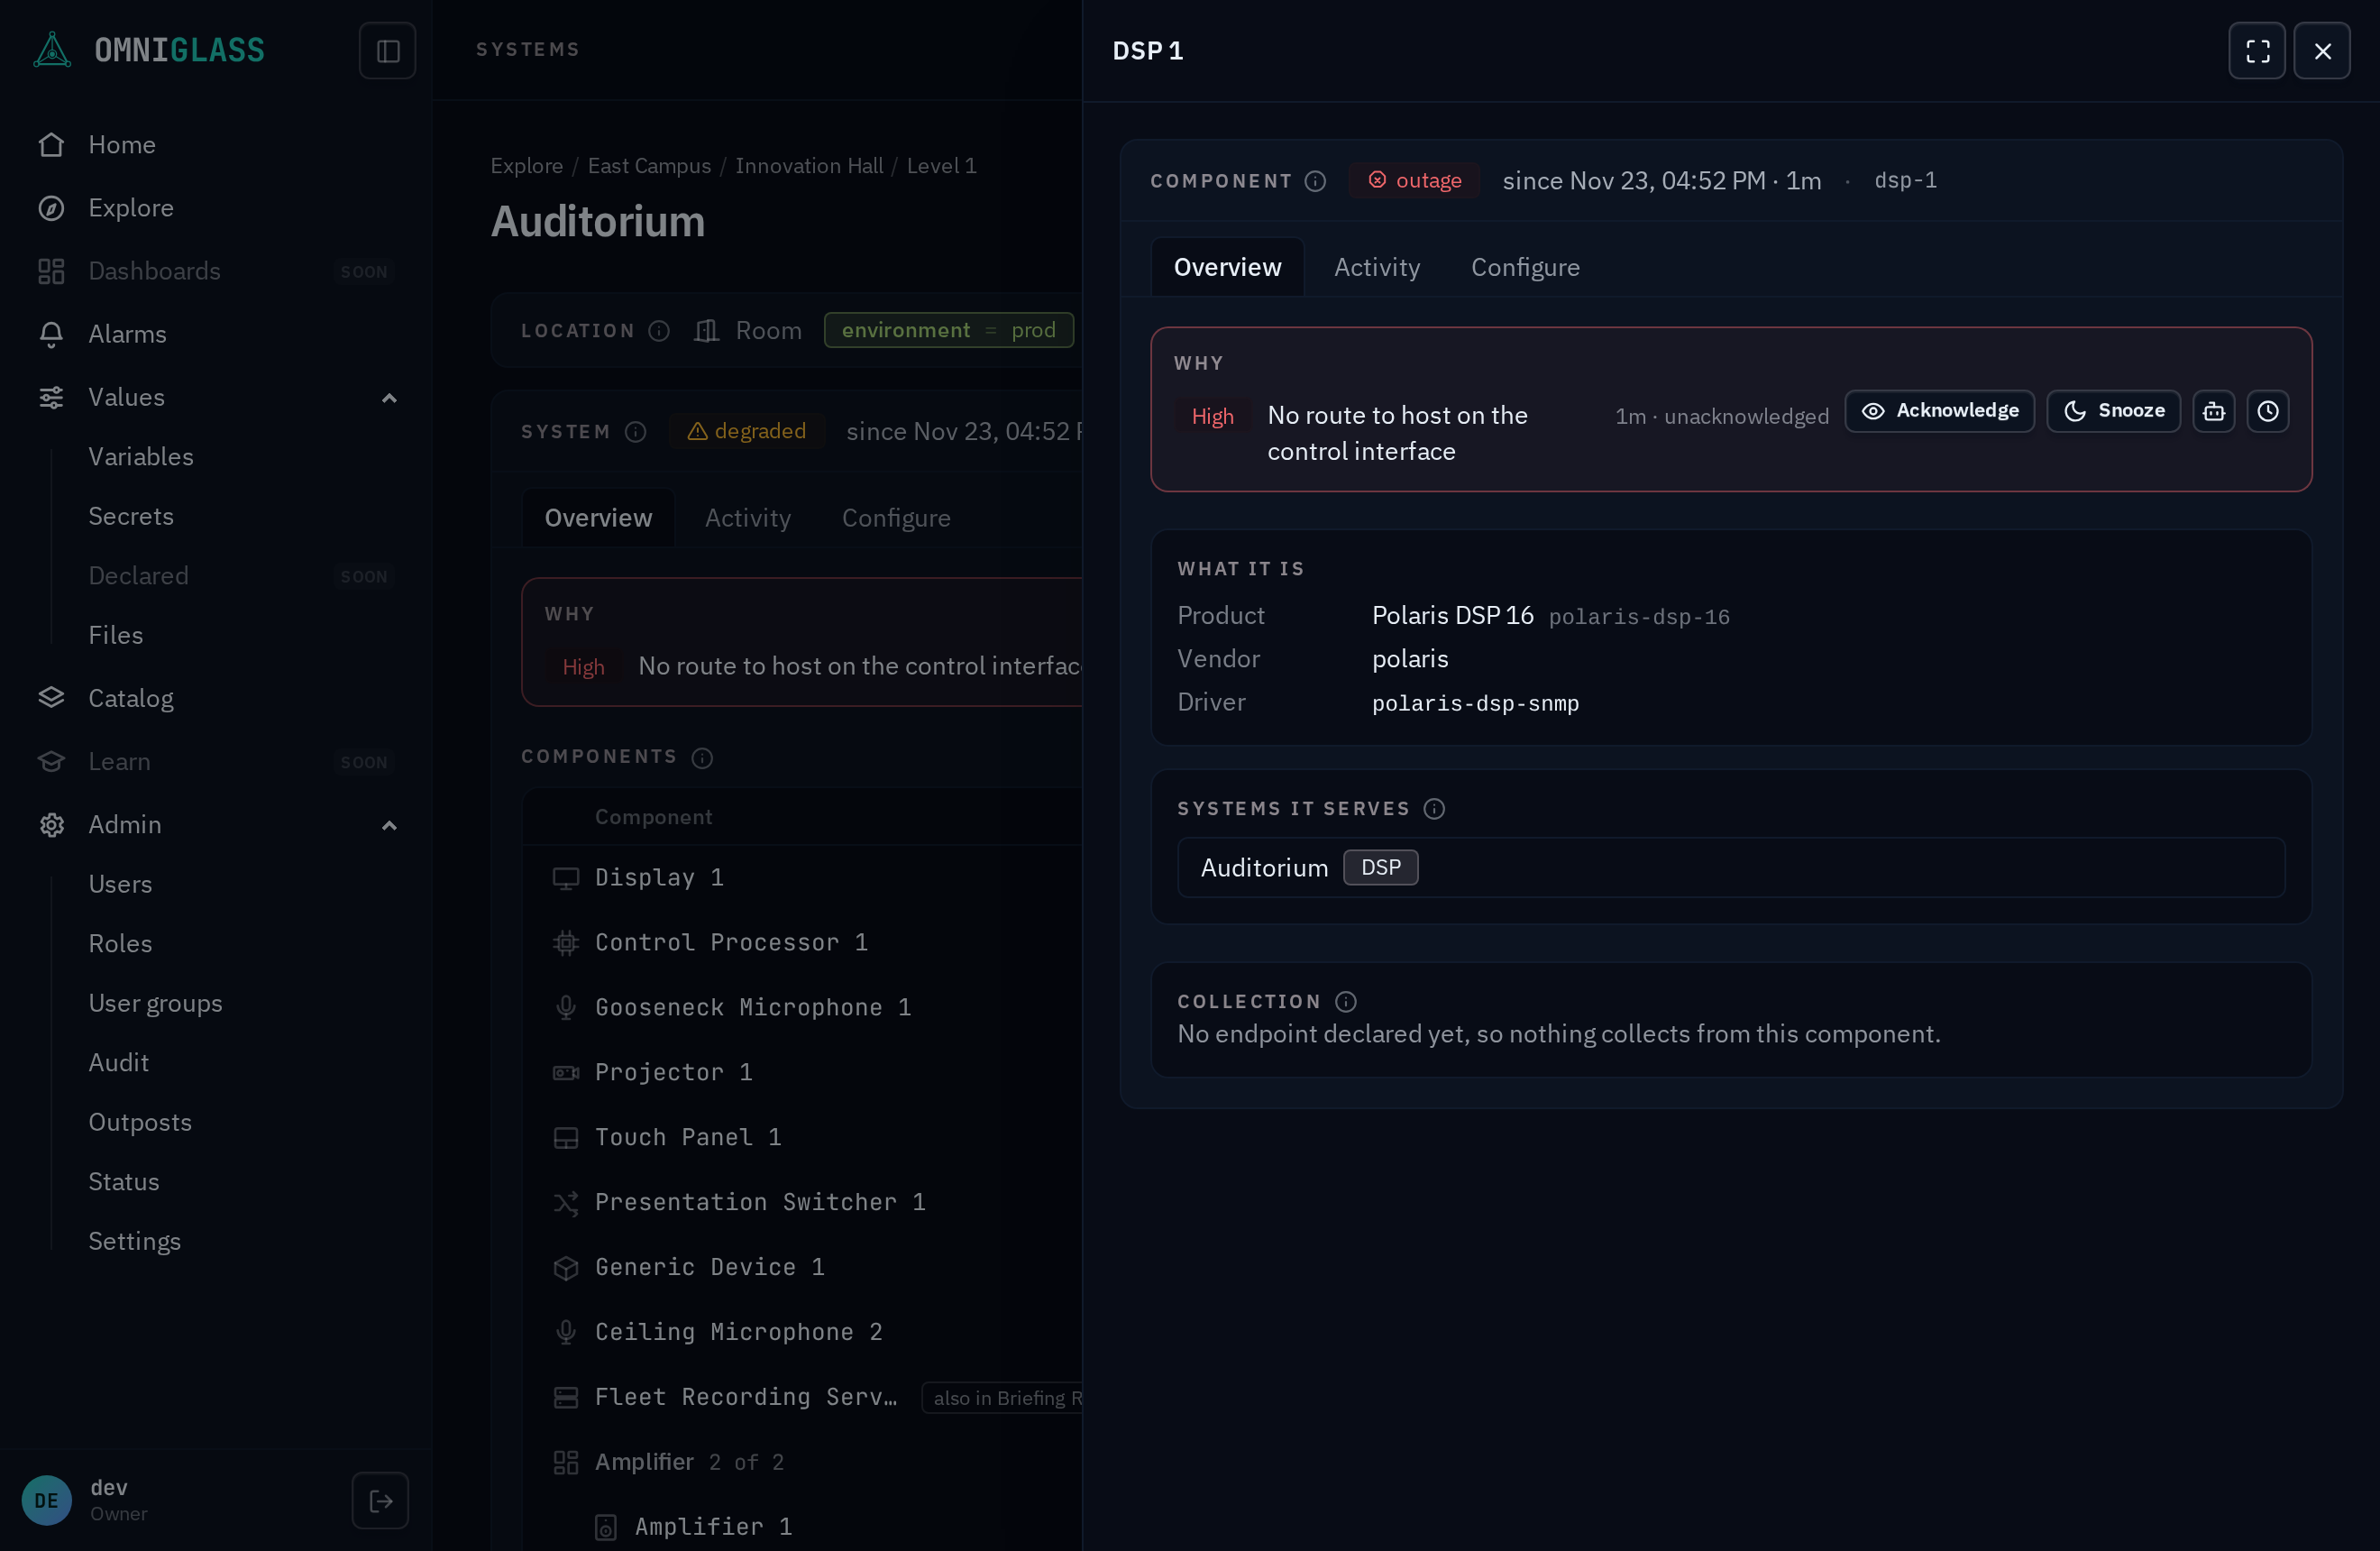 OMNIGLASS
Home
Explore
Dashboards SOON
Alarms
Values
Variables
Secrets
Declared SOON
Files
Catalog
Learn SOON
Admin
Users
Roles
User groups
Audit
Outposts
Status
Settings
DE dev
Owner
SYSTEMS
Explore / East Campus / Innovation Hall / Level 1
Auditorium
LOCATION Room environment = prod
SYSTEM degraded since Nov 23, 04:52
Overview Activity Configure
WHY
High No route to host on the control interface
COMPONENTS
Component
Display 1
Control Processor 1
Gooseneck Microphone 1
Projector 1
Touch Panel 1
Presentation Switcher 1
Generic Device 1
Ceiling Microphone 2
Fleet Recording Serv… also in Briefing
Amplifier 2 of 2
Amplifier 1
DSP 1
COMPONENT outage since Nov 23, 04:52 PM · 1m · dsp-1
Overview Activity Configure
WHY
High No route to host on the 1m · unacknowledged Acknowledge Snooze
control interface
WHAT IT IS
Product Polaris DSP 16 polaris-dsp-16
Vendor polaris
Driver polaris-dsp-snmp
SYSTEMS IT SERVES
Auditorium DSP
COLLECTION
No endpoint declared yet, so nothing collects from this component.